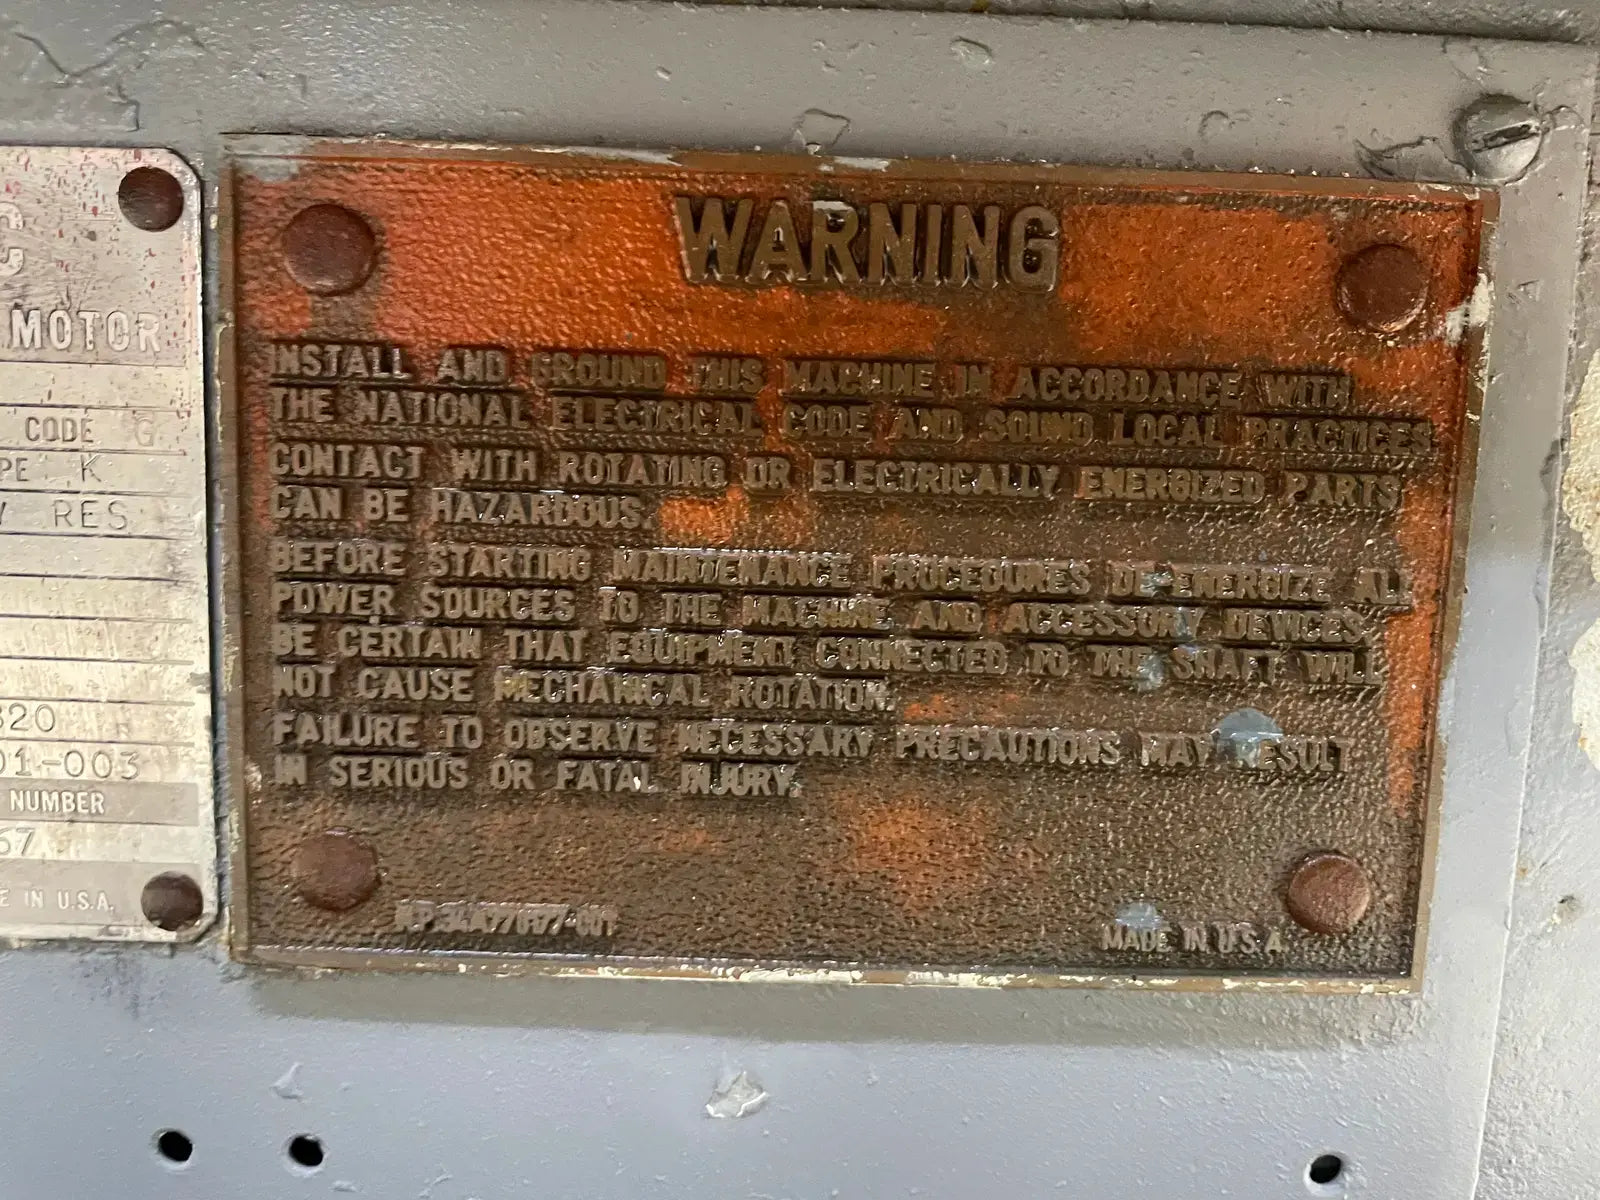 C
MOTOR
CODE G
PE K
RES
320
01-003
NUMBER
67
E IN U.S.A.
WARNING
INSTALL AND GROUND THIS MACHINE IN ACCORDANCE WITH
THE NATIONAL ELECTRICAL CODE AND SOUND LOCAL PRACTICES.
CONTACT WITH ROTATING OR ELECTRICALLY ENERGIZED PARTS
CAN BE HAZARDOUS.
BEFORE STARTING MAINTENANCE PROCEDURES DE-ENERGIZE ALL
POWER SOURCES TO THE MACHINE AND ACCESSORY DEVICES.
BE CERTAIN THAT EQUIPMENT CONNECTED TO THE SHAFT WILL
NOT CAUSE MECHANICAL ROTATION.
FAILURE TO OBSERVE NECESSARY PRECAUTIONS MAY RESULT
IN SERIOUS OR FATAL INJURY.
MADE IN U.S.A.